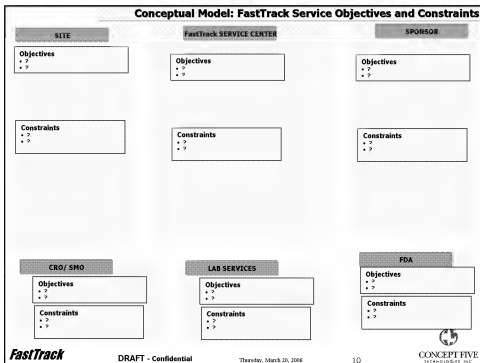 Conceptual Model: FastTrack Service Objectives and Constraints
SITE
FastTrack SERVICE CENTER
SPONSOR
Objectives
• ?
• ?
Objectives
• ?
• ?
Objectives
• ?
• ?
Constraints
• ?
• ?
Constraints
• ?
• ?
Constraints
• ?
• ?
CRO/ SMO
LAB SERVICES
FDA
Objectives
• ?
• ?
Objectives
• ?
• ?
Objectives
• ?
• ?
Constraints
• ?
• ?
Constraints
• ?
• ?
Constraints
• ?
• ?
FastTrack
DRAFT - Confidential
Thursday, March 20, 2008
10
CONCEPT FIVE
TECHNOLOGIES INC